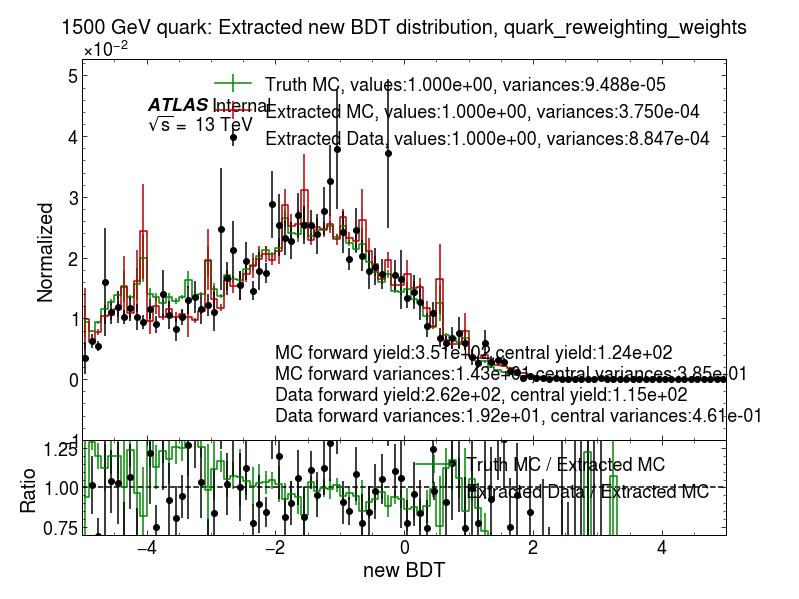 1500 GeV quark: Extracted new BDT distribution, quark_reweighting_weights
×10−2
Truth MC, values:1.000e+00, variances:9.488e-05
ATLAS Internal
Extracted MC, values:1.000e+00, variances:3.750e-04
√s = 13 TeV
Extracted Data, values:1.000e+00, variances:8.847e-04
5
4
3
2
1
0
−1
Normalized
MC forward yield:3.51e+02, central yield:1.24e+02
MC forward variances:1.43e+01, central variances:3.85e-01
Data forward yield:2.62e+02, central yield:1.15e+02
Data forward variances:1.92e+01, central variances:4.61e-01
1.25
1.00
0.75
Ratio
Truth MC / Extracted MC
Extracted Data / Extracted MC
−4 −2 0 2 4
new BDT